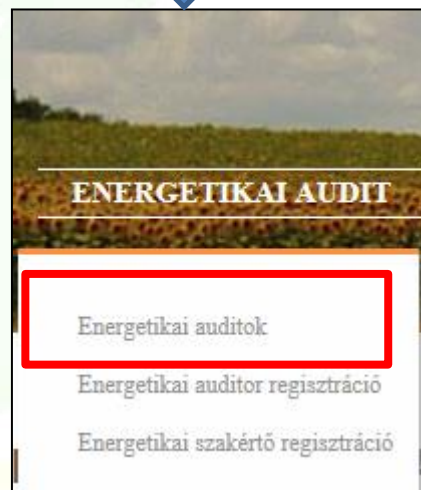 ENERGETIKAI AUDIT
Energetikai auditok
Energetikai auditor regisztráció
Energetikai szakértő regisztráció